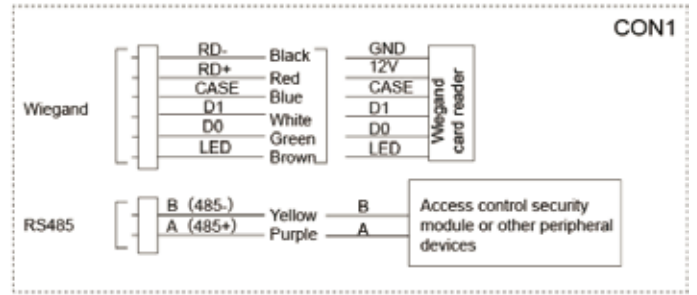 CON1
Wiegand
RD- Black GND
RD+ Red 12V
CASE Blue CASE
D1 White D1
D0 Green D0
LED Brown LED
Wiegand
card reader
RS485
B (485-) Yellow B
A (485+) Purple A
Access control security
module or other peripheral
devices